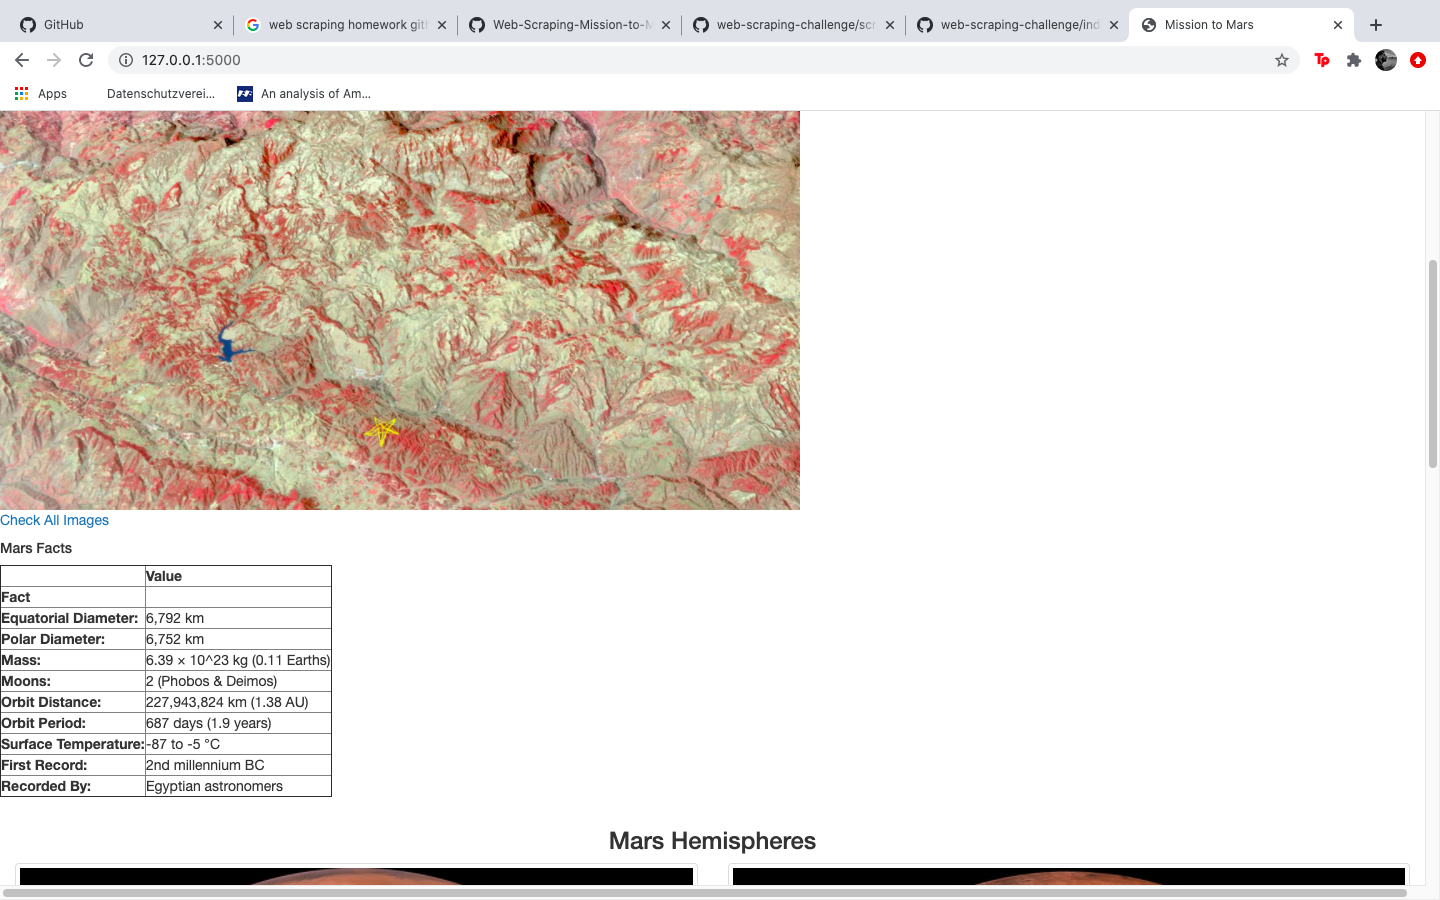 GitHub
web scraping homework gith
Web-Scraping-Mission-to-M
web-scraping-challenge/scr
web-scraping-challenge/ind
Mission to Mars
127.0.0.1:5000
Tp
Apps
Datenschutzverei...
An analysis of Am...
Check All Images
Mars Facts
Value
Fact
Equatorial Diameter: 6,792 km
Polar Diameter: 6,752 km
Mass: 6.39 × 10^23 kg (0.11 Earths)
Moons: 2 (Phobos & Deimos)
Orbit Distance: 227,943,824 km (1.38 AU)
Orbit Period: 687 days (1.9 years)
Surface Temperature: -87 to -5 °C
First Record: 2nd millennium BC
Recorded By: Egyptian astronomers
Mars Hemispheres